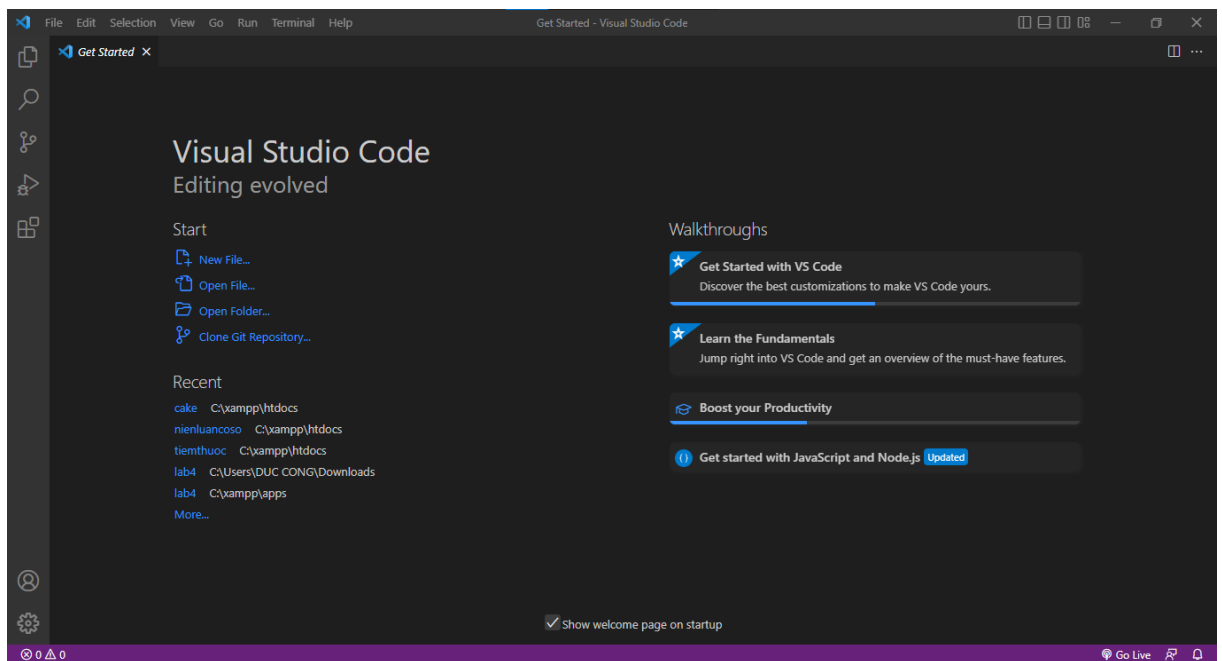 File Edit Selection View Go Run Terminal Help
Get Started - Visual Studio Code
Get Started
Visual Studio Code
Editing evolved
Start
New File...
Open File...
Open Folder...
Clone Git Repository...
Recent
cake C:\xampp\htdocs
nienluancoso C:\xampp\htdocs
tiemthuoc C:\xampp\htdocs
lab4 C:\Users\DUC CONG\Downloads
lab4 C:\xampp\apps
More...
Walkthroughs
Get Started with VS Code
Discover the best customizations to make VS Code yours.
Learn the Fundamentals
Jump right into VS Code and get an overview of the must-have features.
Boost your Productivity
Get started with JavaScript and Node.js Updated
Show welcome page on startup
0 0
Go Live